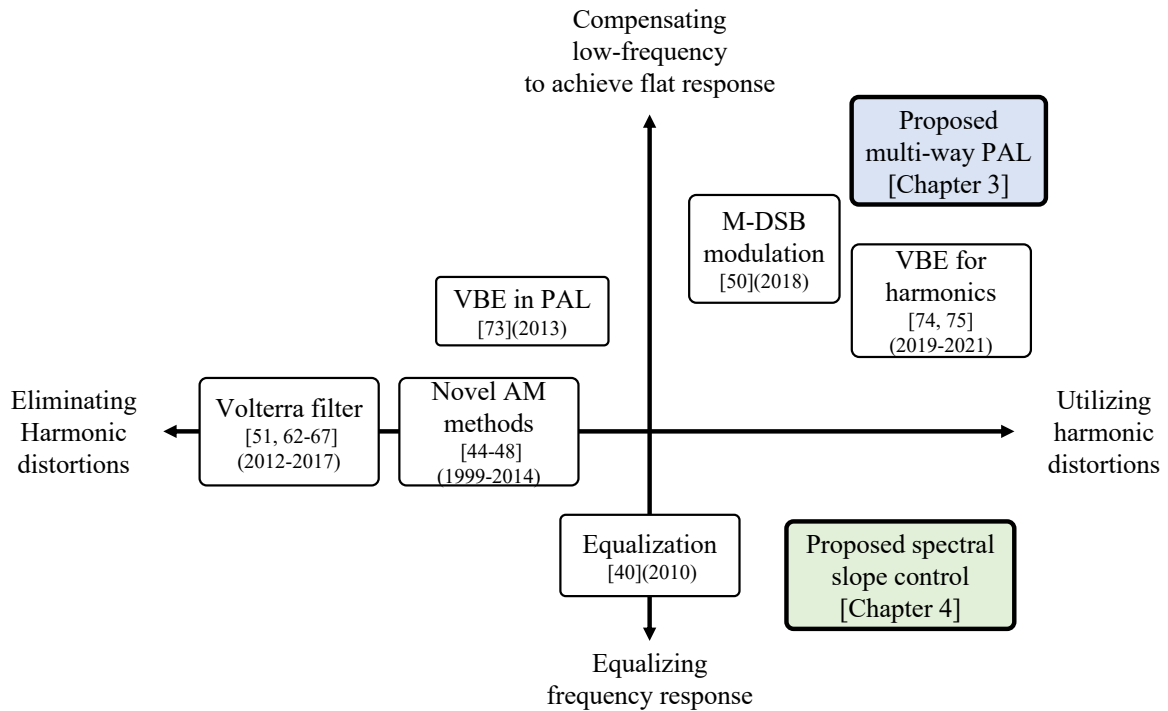 Compensating
low-frequency
to achieve flat response
Proposed
multi-way PAL
[Chapter 3]
M-DSB
modulation
[50](2018)
VBE for
harmonics
[74, 75]
(2019-2021)
VBE in PAL
[73](2013)
Eliminating
Harmonic
distortions
Volterra filter
[51, 62-67]
(2012-2017)
Novel AM
methods
[44-48]
(1999-2014)
Utilizing
harmonic
distortions
Equalization
[40](2010)
Proposed spectral
slope control
[Chapter 4]
Equalizing
frequency response